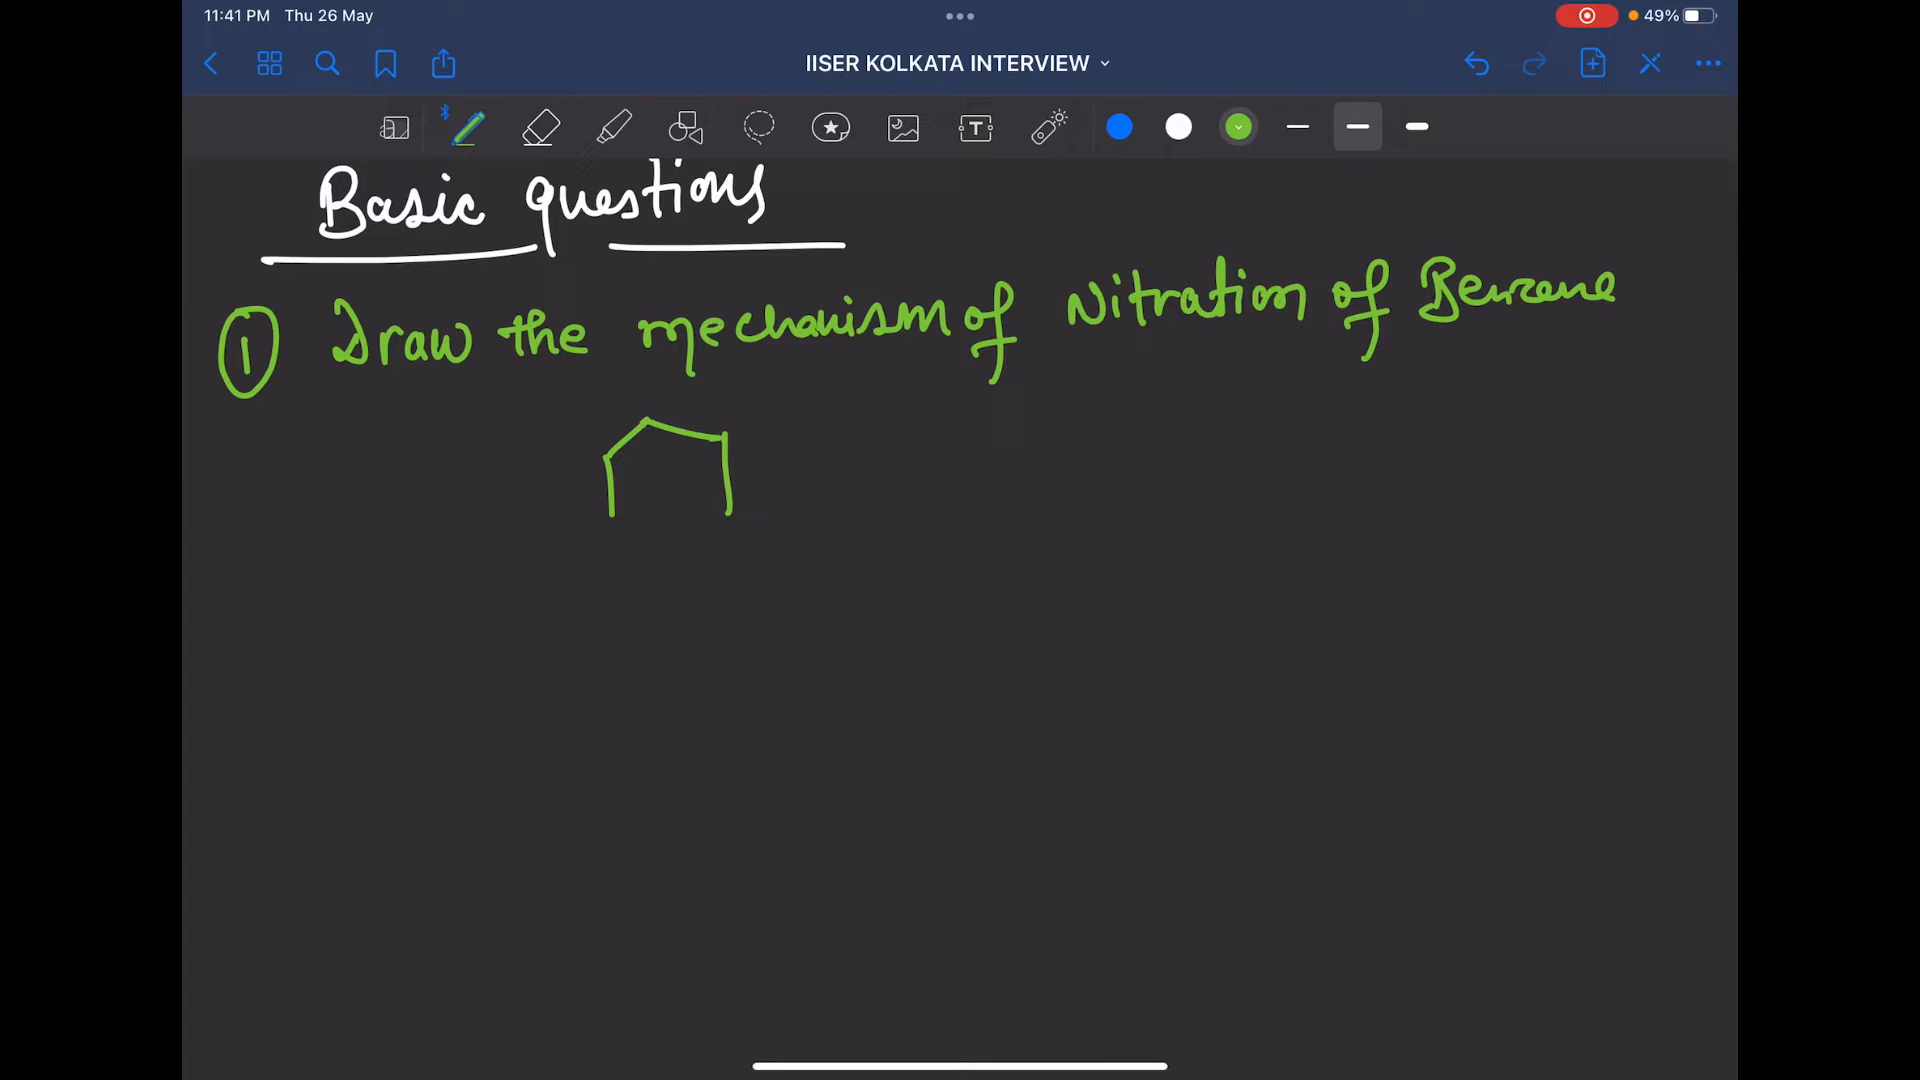 11:41 PM Thu 26 May
49%
IISER KOLKATA INTERVIEW
Basic questions
1 Draw the mechanism of Nitration of Benzene